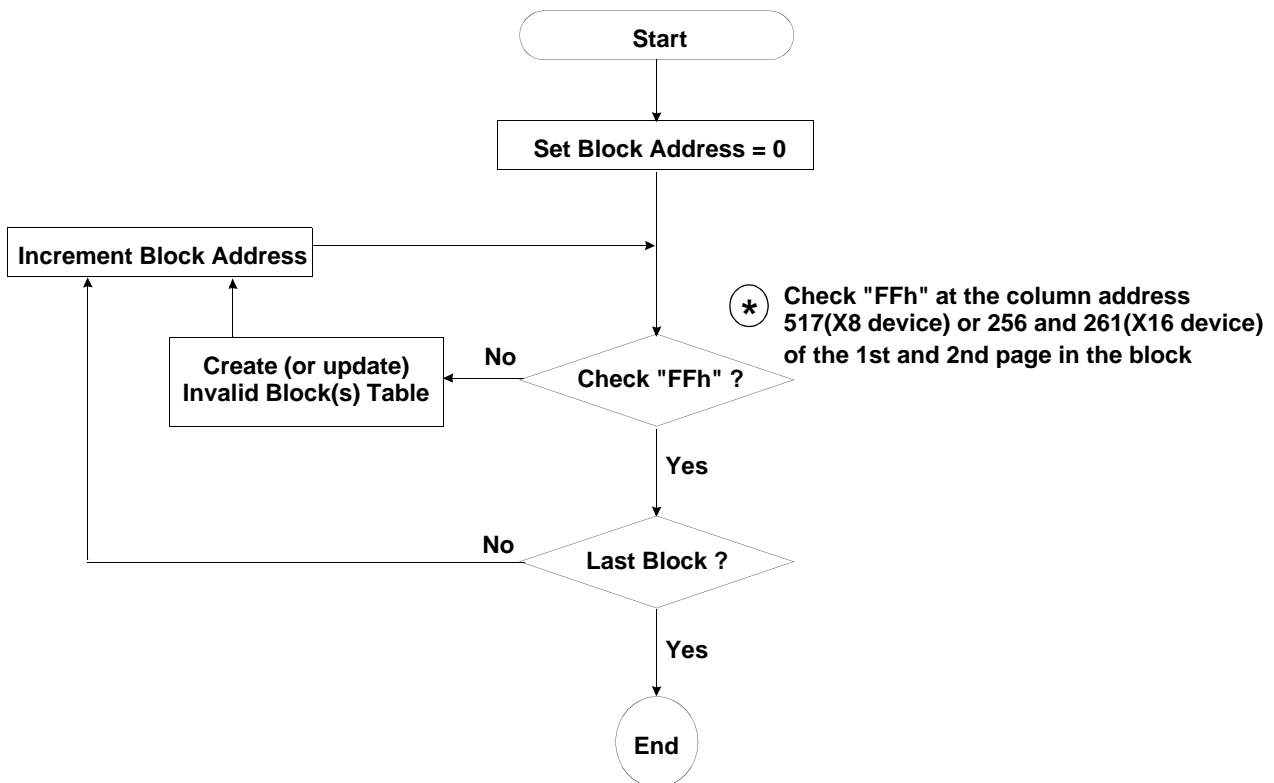 Start
Set Block Address = 0
Increment Block Address
* Check "FFh" at the column address
517(X8 device) or 256 and 261(X16 device)
of the 1st and 2nd page in the block
No
Create (or update)
Invalid Block(s) Table
Check "FFh" ?
Yes
No
Last Block ?
Yes
End